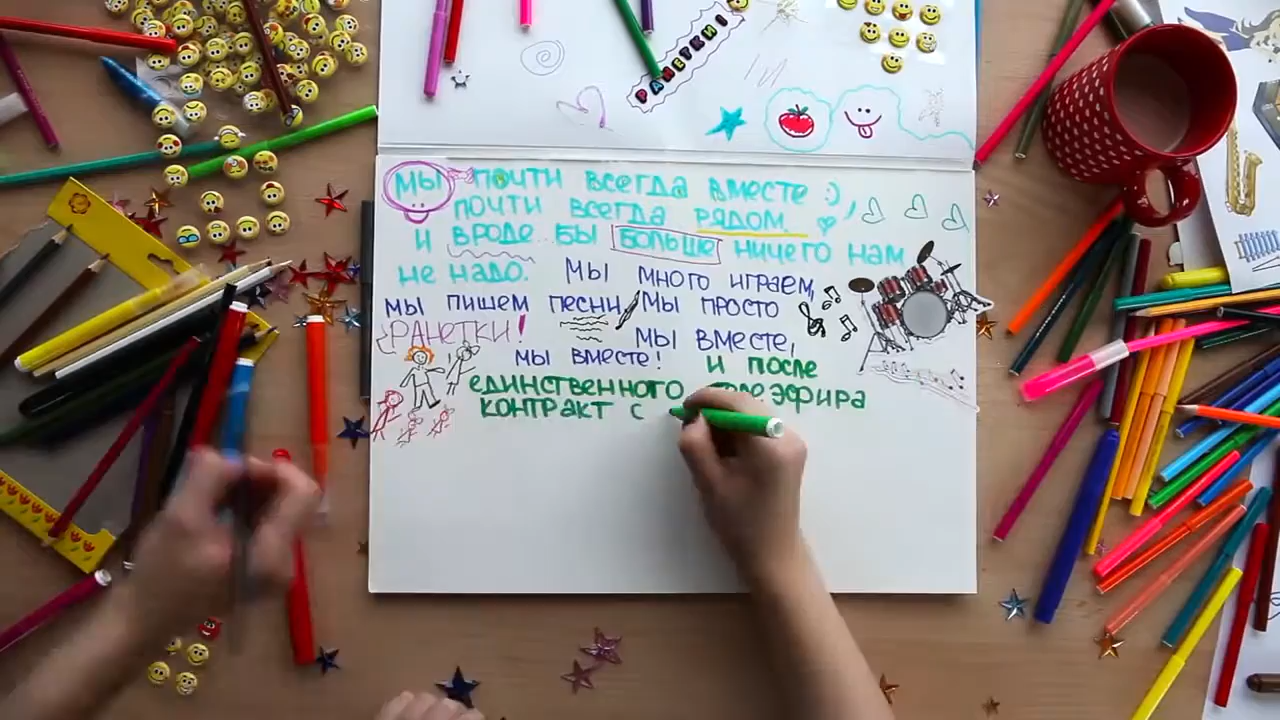 РАНЕТКИ
МЫ ПОЧТИ ВСЕГДА ВМЕСТЕ :),
ПОЧТИ ВСЕГДА РЯДОМ.
И ВРОДЕ БЫ БОЛЬШЕ НИЧЕГО НАМ
НЕ НАДО. МЫ МНОГО ИГРАЕМ,
МЫ ПИШЕМ ПЕСНИ, МЫ ПРОСТО
РАНЕТКИ! МЫ ВМЕСТЕ,
МЫ ВМЕСТЕ! И ПОСЛЕ
ЕДИНСТВЕННОГО ЭФИРА
КОНТРАКТ С